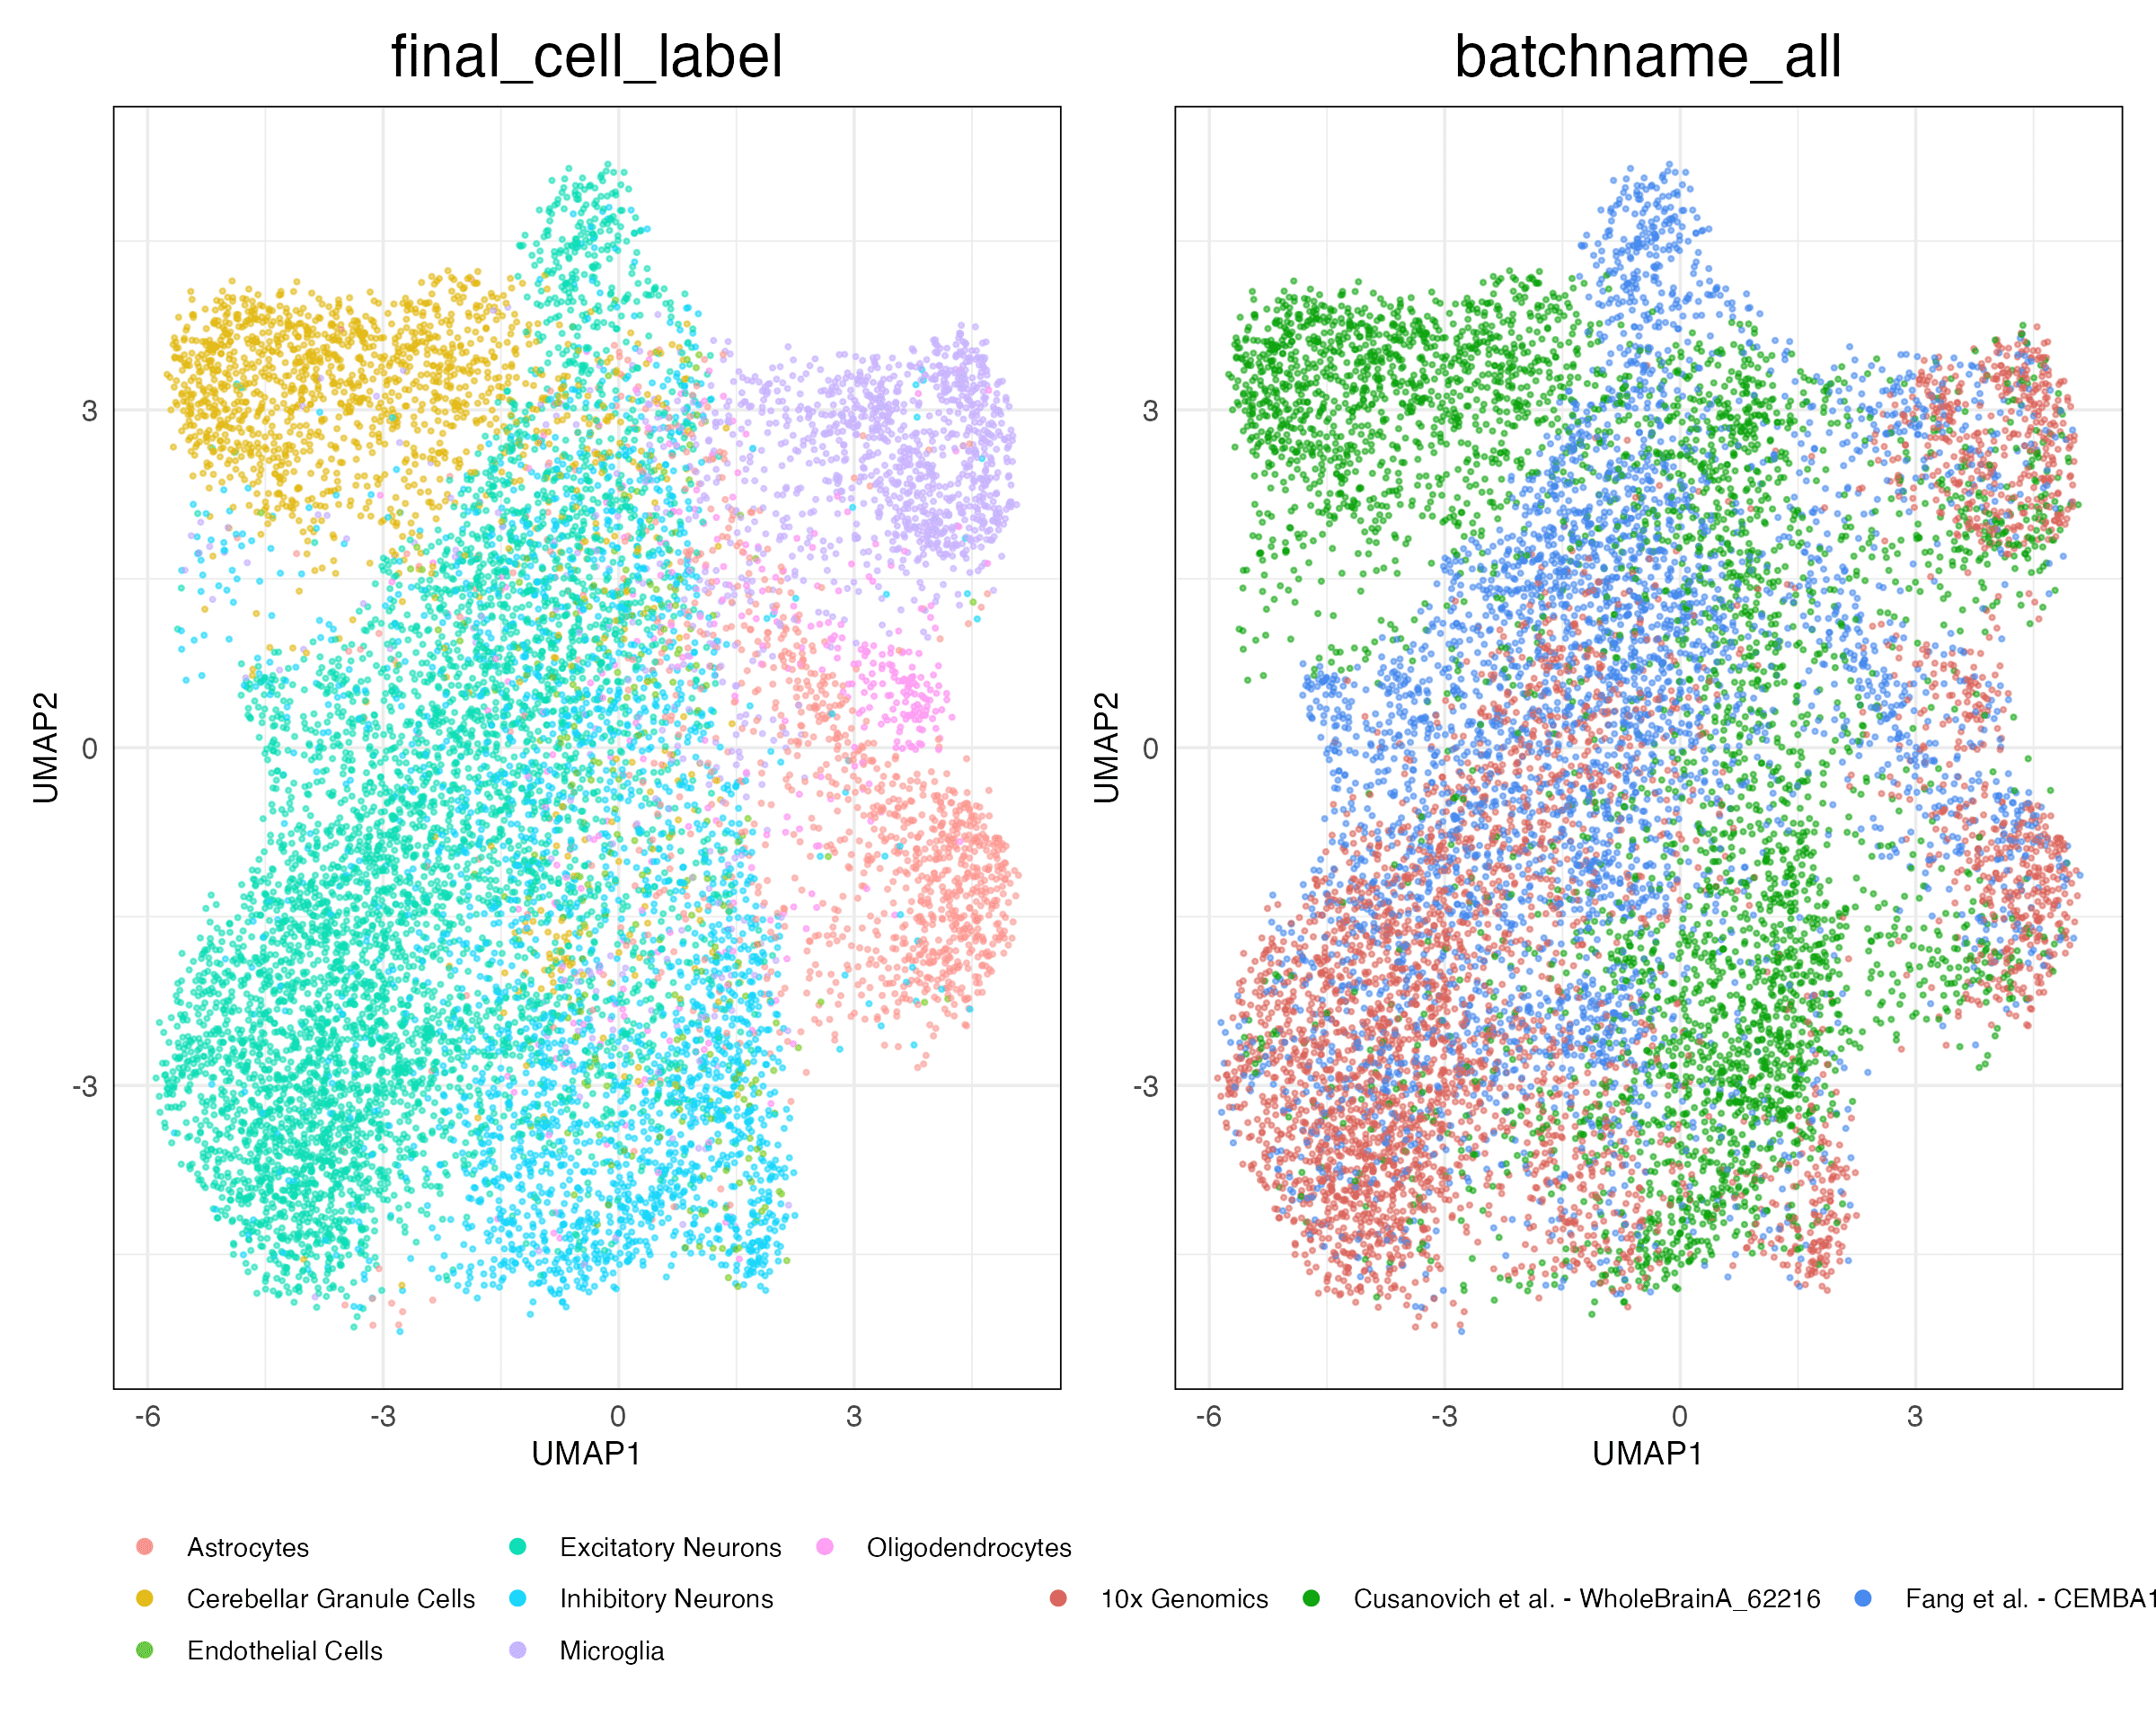 final_cell_label
batchname_all
UMAP2
3
0
-3
-6
-3
0
3
UMAP1
UMAP2
3
0
-3
-6
-3
0
3
UMAP1
Astrocytes
Excitatory Neurons
Oligodendrocytes
Cerebellar Granule Cells
Inhibitory Neurons
Endothelial Cells
Microglia
10x Genomics
Cusanovich et al. - WholeBrainA_62216
Fang et al. - CEMBA1